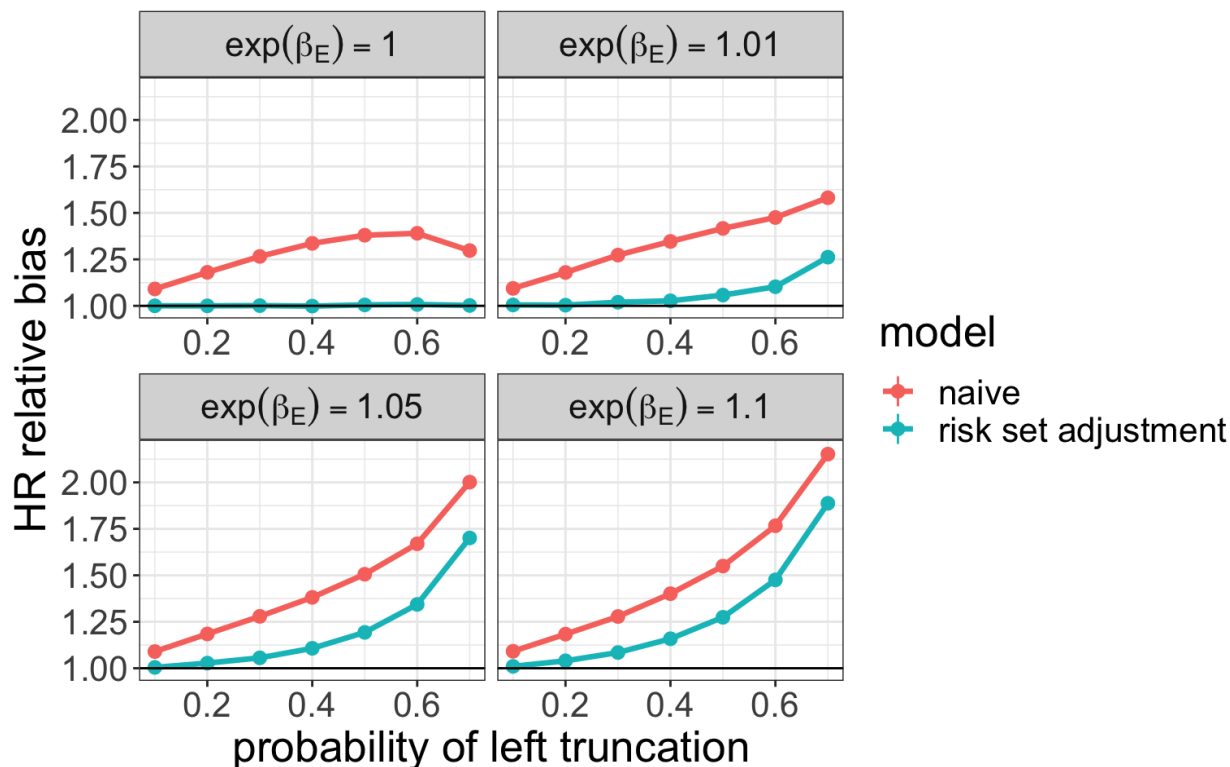 exp(β_E) = 1
exp(β_E) = 1.01
HR relative bias
2.00
1.75
1.50
1.25
1.00
0.2 0.4 0.6
0.2 0.4 0.6
exp(β_E) = 1.05
exp(β_E) = 1.1
2.00
1.75
1.50
1.25
1.00
0.2 0.4 0.6
0.2 0.4 0.6
probability of left truncation
model
naive
risk set adjustment